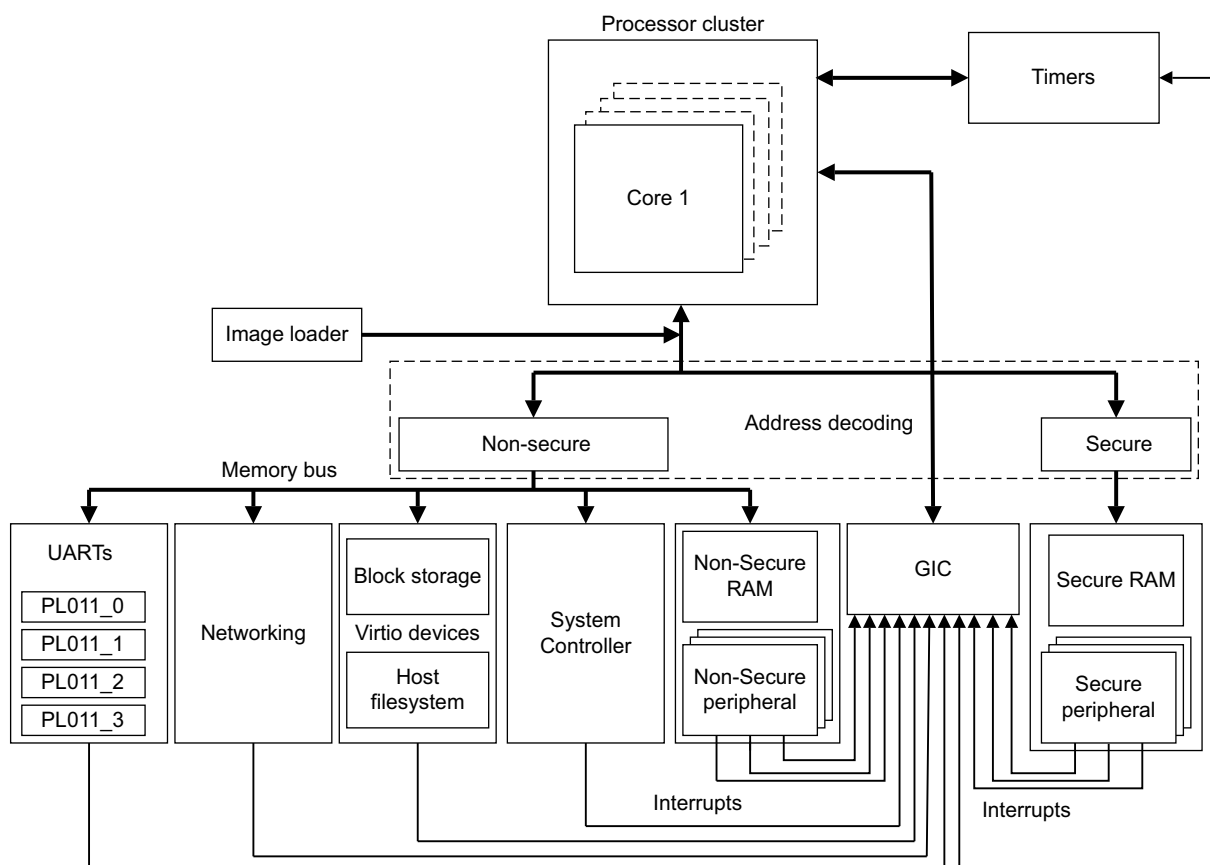 Processor cluster
Timers
Core 1
Image loader
Address decoding
Non-secure
Secure
Memory bus
UARTs
PL011_0
PL011_1
PL011_2
PL011_3
Networking
Block storage
Virtio devices
Host
filesystem
System
Controller
Non-Secure
RAM
Non-Secure
peripheral
GIC
Secure RAM
Secure
peripheral
Interrupts
Interrupts